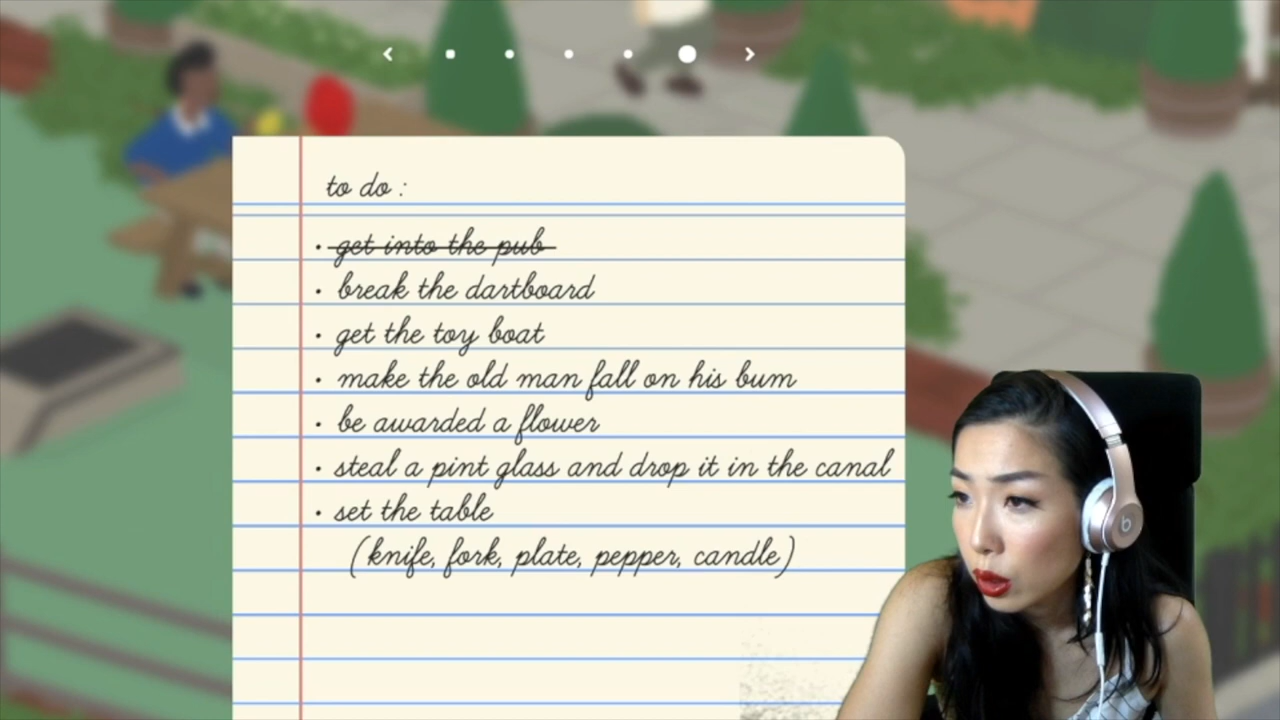 to do :
• get into the pub
• break the dartboard
• get the toy boat
• make the old man fall on his bum
• be awarded a flower
• steal a pint glass and drop it in the canal
• set the table
(knife, fork, plate, pepper, candle)